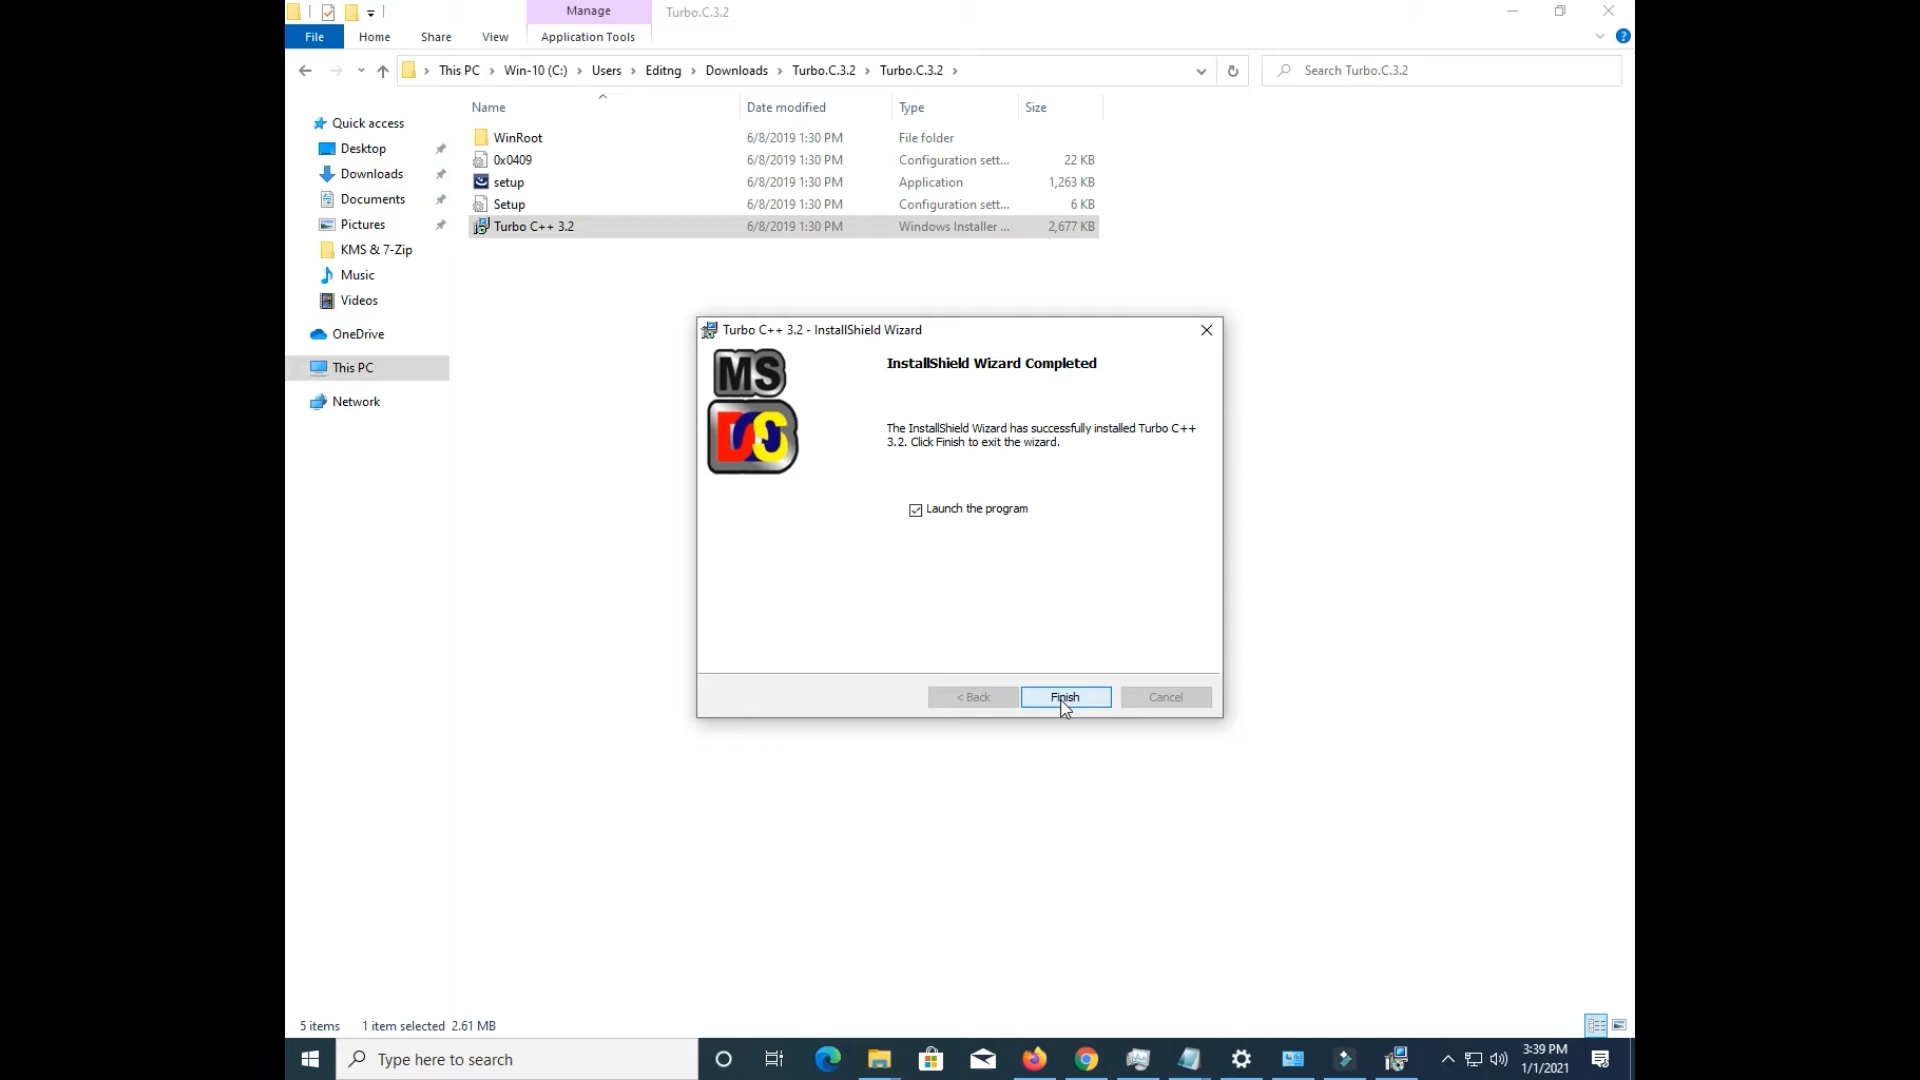 Manage
Turbo.C.3.2
File
Home
Share
View
Application Tools
This PC
Win-10 (C:)
Users
Editng
Downloads
Turbo.C.3.2
Turbo.C.3.2
Search Turbo.C.3.2
Name
Date modified
Type
Size
Quick access
Desktop
Downloads
Documents
Pictures
KMS & 7-Zip
Music
Videos
OneDrive
This PC
Network
WinRoot 6/8/2019 1:30 PM File folder
0x0409 6/8/2019 1:30 PM Configuration sett... 22 KB
setup 6/8/2019 1:30 PM Application 1,263 KB
Setup 6/8/2019 1:30 PM Configuration sett... 6 KB
Turbo C++ 3.2 6/8/2019 1:30 PM Windows Installer ... 2,677 KB
Turbo C++ 3.2 - InstallShield Wizard
MS
DOS
InstallShield Wizard Completed
The InstallShield Wizard has successfully installed Turbo C++
3.2. Click Finish to exit the wizard.
Launch the program
< Back
Finish
Cancel
5 items
1 item selected 2.61 MB
Type here to search
3:39 PM
1/1/2021